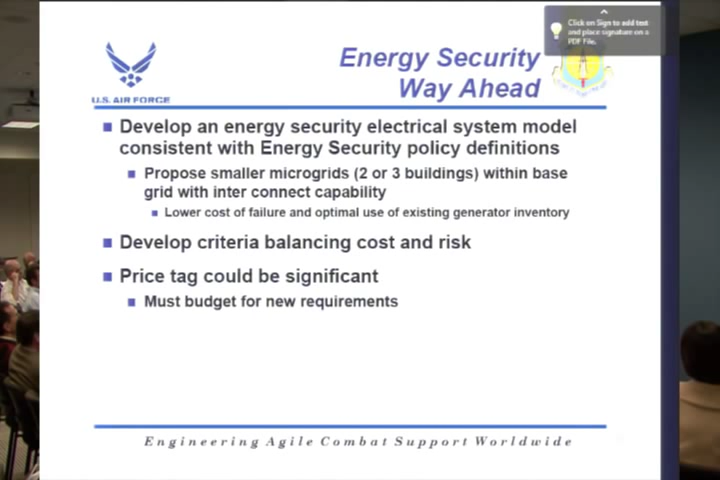 Click on Sign to add text
and place signature on a
PDF File.
Energy Security
Way Ahead
U.S. AIR FORCE
Develop an energy security electrical system model
consistent with Energy Security policy definitions
Propose smaller microgrids (2 or 3 buildings) within base
grid with inter connect capability
Lower cost of failure and optimal use of existing generator inventory
Develop criteria balancing cost and risk
Price tag could be significant
Must budget for new requirements
Engineering Agile Combat Support Worldwide